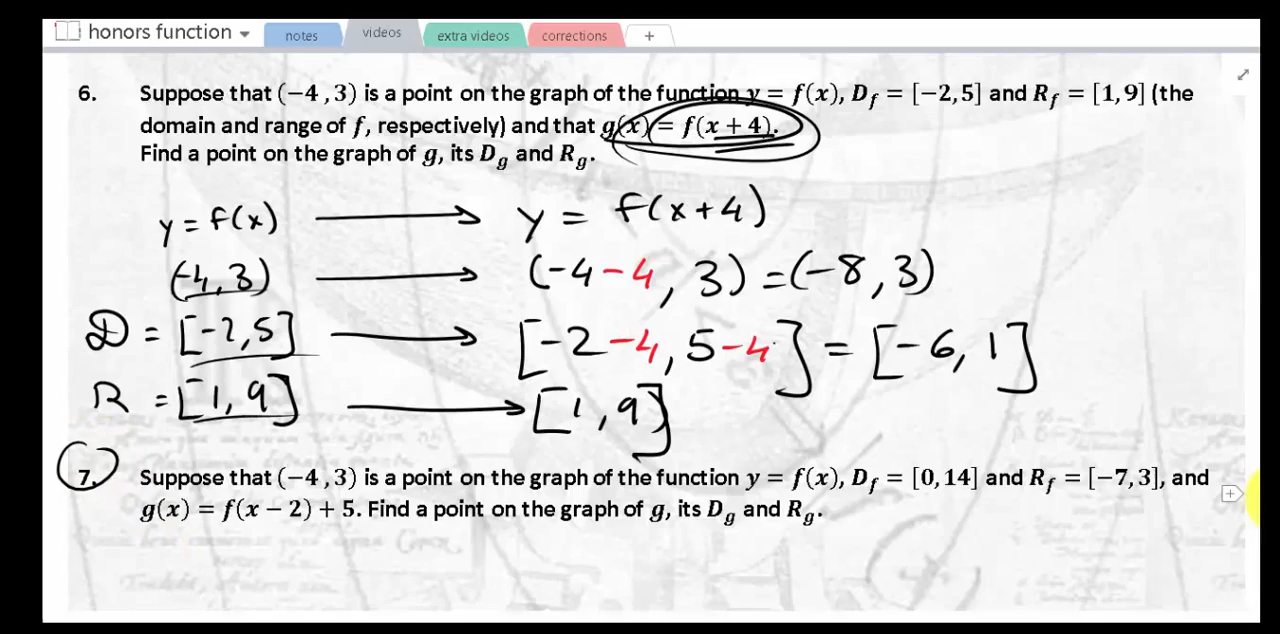 honors function
notes
videos
extra videos
corrections
+
6. Suppose that (−4 ,3) is a point on the graph of the function y = f(x), D_f = [−2,5] and R_f = [1,9] (the
domain and range of f, respectively) and that g(x) = f(x + 4).
Find a point on the graph of g, its D_g and R_g.
y = f(x) → y = f(x+4)
(-4,3) → (-4-4, 3) = (-8,3)
D = [-2,5] → [-2-4, 5-4] = [-6, 1]
R = [1,9] → [1,9]
7. Suppose that (−4 ,3) is a point on the graph of the function y = f(x), D_f = [0,14] and R_f = [−7,3], and
g(x) = f(x − 2) + 5. Find a point on the graph of g, its D_g and R_g.